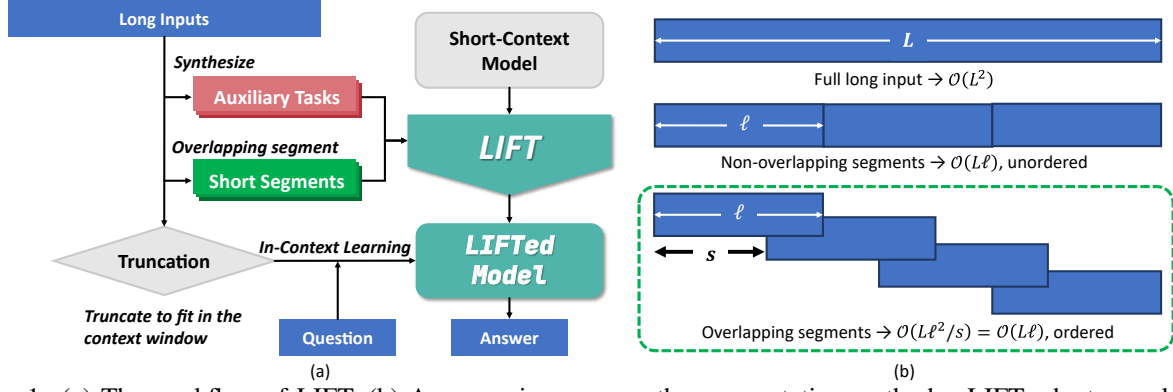 Long Inputs
Synthesize
Auxiliary Tasks
Overlapping segment
Short Segments
Truncation
Truncate to fit in the
context window
In-Context Learning
Question
Short-Context
Model
LIFT
LIFTed
Model
Answer
(a)
L
Full long input → O(L²)
ℓ
Non-overlapping segments → O(Lℓ), unordered
ℓ
s
Overlapping segments → O(Lℓ²/s) = O(Lℓ), ordered
(b)